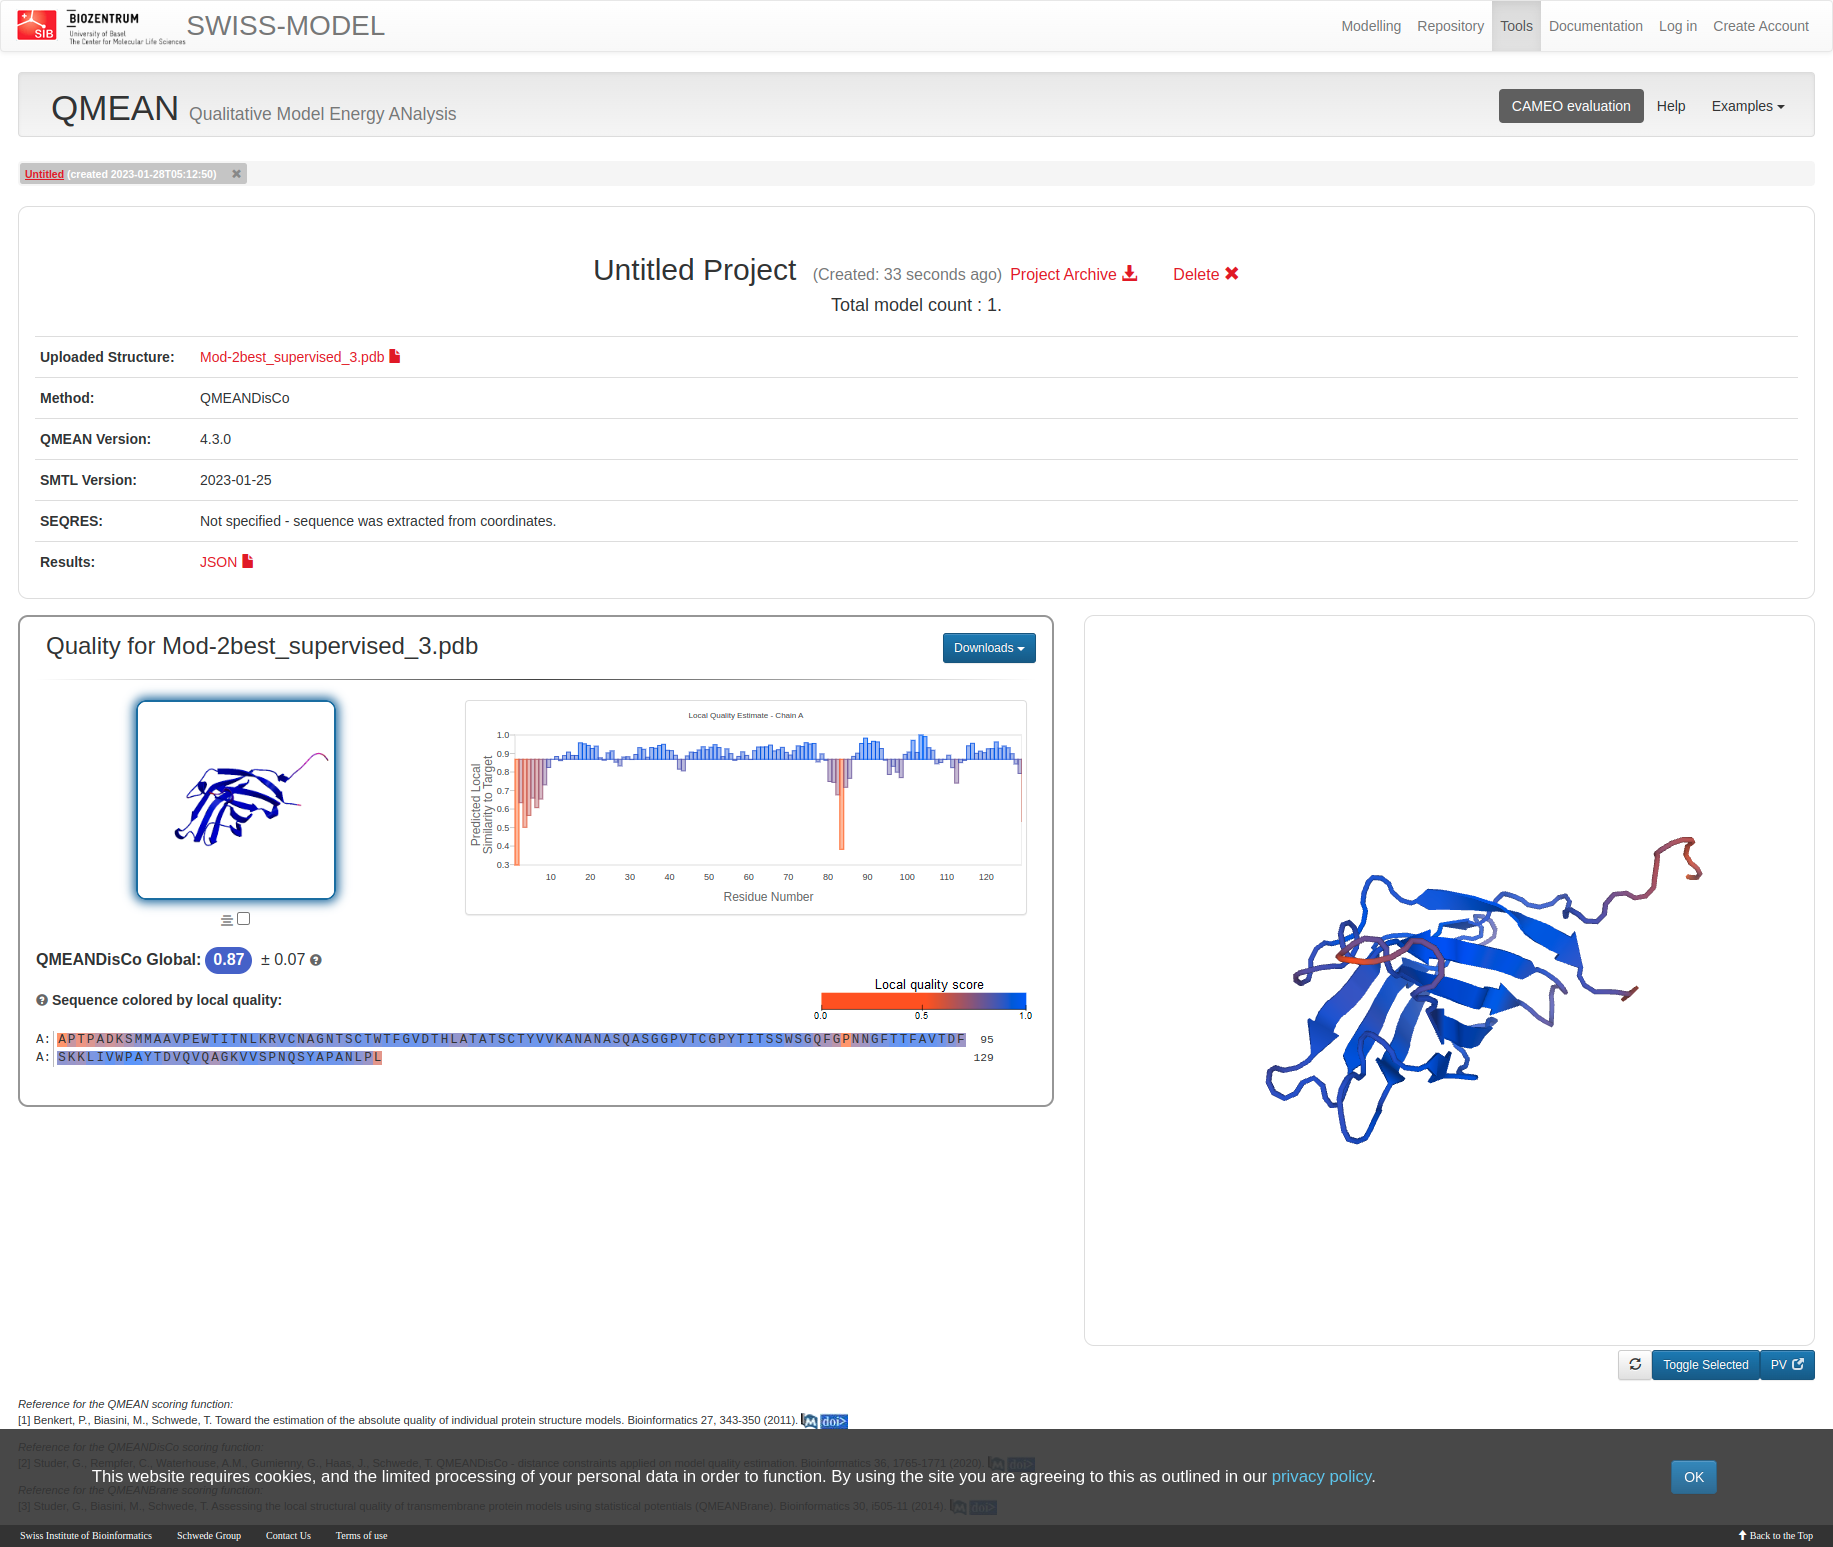 SIB
BIOZENTRUM
University of Basel
The Center for Molecular Life Sciences
SWISS-MODEL
Modelling Repository Tools Documentation Log in Create Account
QMEAN Qualitative Model Energy ANalysis
CAMEO evaluation Help Examples
Untitled (created 2023-01-28T05:12:50)
Untitled Project (Created: 33 seconds ago) Project Archive Delete
Total model count : 1.
Uploaded Structure: Mod-2best_supervised_3.pdb
Method: QMEANDisCo
QMEAN Version: 4.3.0
SMTL Version: 2023-01-25
SEQRES: Not specified - sequence was extracted from coordinates.
Results: JSON
Quality for Mod-2best_supervised_3.pdb
Downloads
Local Quality Estimate - Chain A
Predicted Local
Similarity to Target
1.0
0.9
0.8
0.7
0.6
0.5
0.4
0.3
10 20 30 40 50 60 70 80 90 100 110 120
Residue Number
QMEANDisCo Global: 0.87 ± 0.07
Sequence colored by local quality:
Local quality score
0.0 0.5 1.0
A: APTPADKSMMAAVPEWTITNLKRVCNAGNTSCTWTFGVDTHLATATSCTYVVKANANASQASGGPVTCGPYTITSSWSGQFGPNNGFTTFAVTDF 95
A: SKKLIVWPAYTDVQVQAGKVVSPNQSYAPANLPL 129
Toggle Selected
PV
Reference for the QMEAN scoring function:
[1] Benkert, P., Biasini, M., Schwede, T. Toward the estimation of the absolute quality of individual protein structure models. Bioinformatics 27, 343-350 (2011). M doi>
Reference for the QMEANDisCo scoring function:
[2] Studer, G., Rempfer, C., Waterhouse, A.M., Gumienny, G., Haas, J., Schwede, T. QMEANDisCo - distance constraints applied on model quality estimation. Bioinformatics 36, 1765-1771 (2020). M doi>
This website requires cookies, and the limited processing of your personal data in order to function. By using the site you are agreeing to this as outlined in our privacy policy.
OK
Reference for the QMEANBrane scoring function:
[3] Studer, G., Biasini, M., Schwede, T. Assessing the local structural quality of transmembrane protein models using statistical potentials (QMEANBrane). Bioinformatics 30, i505-11 (2014). M doi>
Swiss Institute of Bioinformatics Schwede Group Contact Us Terms of use
Back to the Top